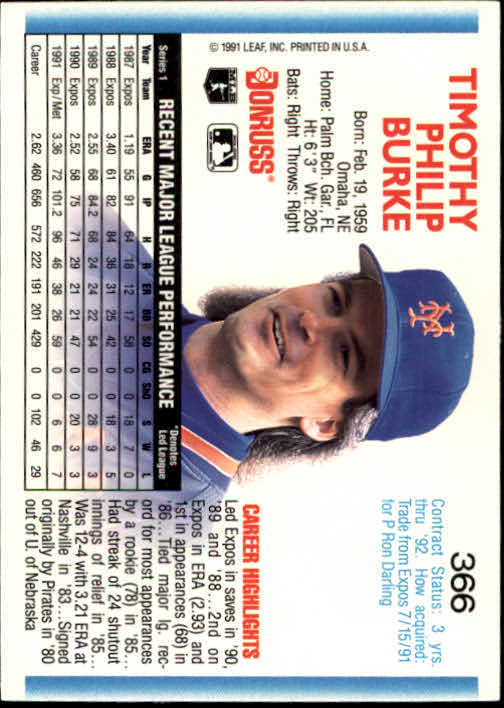 TIMOTHY
PHILIP
BURKE
366
Born: Feb. 19, 1959
Omaha, NE
Home: Palm Bch. Gar., FL
Ht: 6'3" Wt: 205
Bats: Right Throws: Right
DONRUSS
MLB
© 1991 LEAF, INC. PRINTED IN U.S.A.
Contract Status: 3 yrs.
thru '92. How acquired:
Trade from Expos 7/15/91
for P Ron Darling
Series 1 RECENT MAJOR LEAGUE PERFORMANCE *Denotes Led League
Year Team ERA G IP H R ER BB SO CG ShO S W L
1987 Expos 1.19 55 91 64 18 12 17 58 0 0 18 7 0
1988 Expos 3.40 61 82 84 36 31 25 42 0 0 18 3 5
1989 Expos 2.55 68 84.2 68 24 24 22 54 0 0 28 9 3
1990 Expos 2.52 58 75 71 29 21 21 47 0 0 20 3 3
1991 Exp/Met 3.36 72 101.2 96 46 38 26 59 0 0 6 6 7
Career 2.62 460 656 572 222 191 201 429 0 0 102 46 29
CAREER HIGHLIGHTS
Led Expos in saves in '90,
'89 and '88...2nd on
Expos in ERA (2.93) and
1st in appearances (68) in
'86...Tied major lg. rec-
ord for most appearances
by a rookie (78) in '85...
Had streak of 24 shutout
innings of relief in '85...
Was 12-4 with 3.21 ERA at
Nashville in '83...Signed
originally by Pirates in '80
out of U. of Nebraska